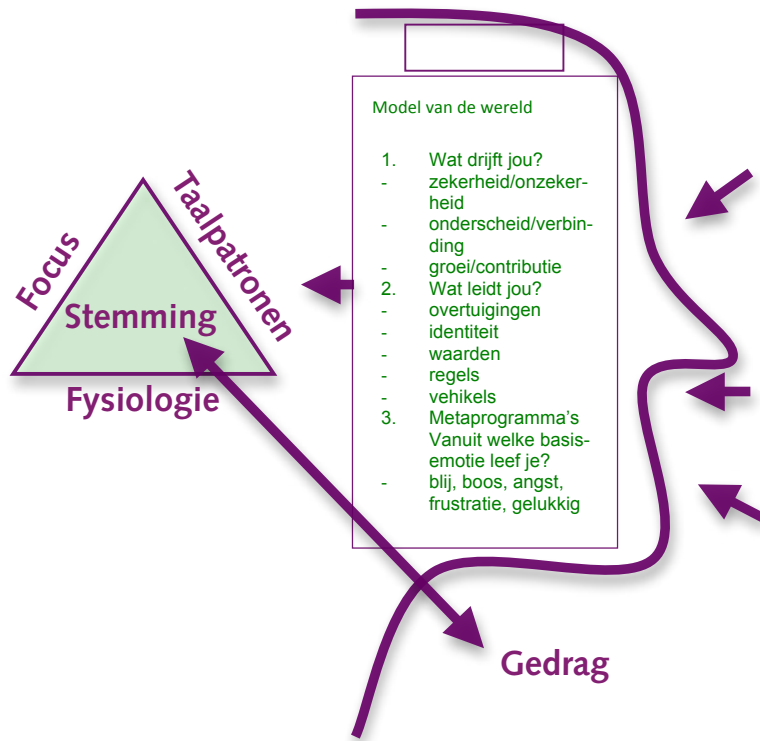 Model van de wereld
1. Wat drijft jou?
- zekerheid/onzeker-
heid
- onderscheid/verbin-
ding
- groei/contributie
2. Wat leidt jou?
- overtuigingen
- identiteit
- waarden
- regels
- vehikels
3. Metaprogramma's
Vanuit welke basis-
emotie leef je?
- blij, boos, angst,
frustratie, gelukkig
Focus
Taalpatronen
Stemming
Fysiologie
Gedrag